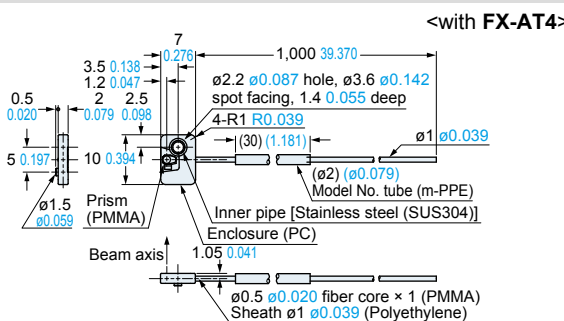 <with FX-AT4>
7
0.276
1,000 39.370
3.5 0.138
1.2 0.047
ø2.2 ø0.087 hole, ø3.6 ø0.142
spot facing, 1.4 0.055 deep
0.5
0.020
2
0.079
2.5
0.098
4-R1 R0.039
(30) (1.181)
ø1 ø0.039
5 0.197
10 0.394
(ø2) (ø0.079)
Model No. tube (m-PPE)
ø1.5
ø0.059
Prism
(PMMA)
Inner pipe [Stainless steel (SUS304)]
Enclosure (PC)
Beam axis
1.05 0.041
ø0.5 ø0.020 fiber core × 1 (PMMA)
Sheath ø1 ø0.039 (Polyethylene)